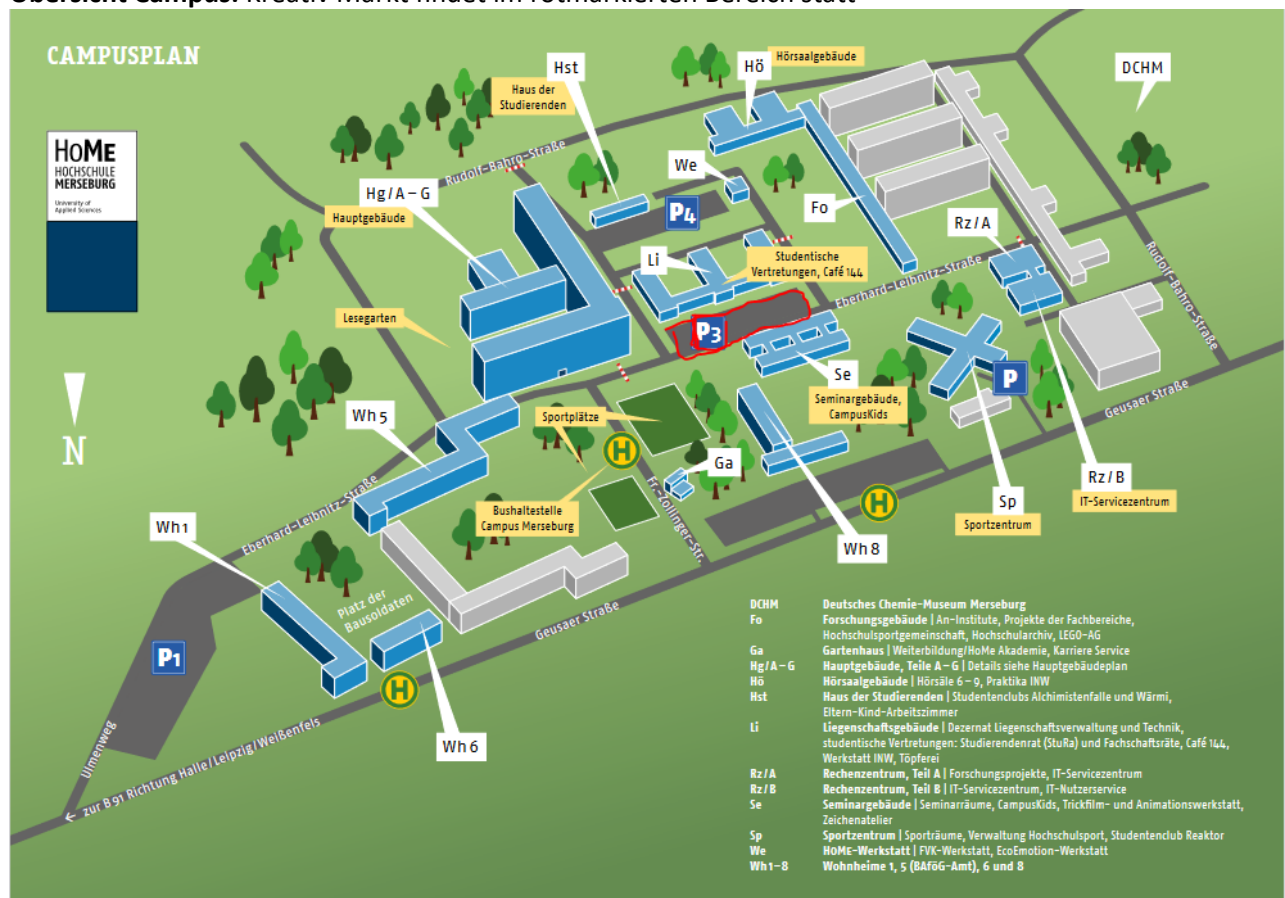 Übersicht Campus: Kreativ-Markt findet im rotmarkierten Bereich statt
CAMPUSPLAN
HoME
HOCHSCHULE
MERSEBURG
University of
Applied Sciences
Hst
Haus der
Studierenden
Hö
Hörsaalgebäude
DCHM
Rudolf-Bahro-Straße
Hg/A – G
Hauptgebäude
We
P4
Fo
Rz/A
Li
Studentische
Vertretungen, Café 144
Lesegarten
P3
Eberhard-Leibnitz-Straße
Rudolf-Bahro-Straße
N
Wh 5
Se
Seminargebäude,
CampusKids
P
Geusaer Straße
Sportplätze
H
Ga
Bushaltestelle
Campus Merseburg
Fr.-Zollinger-Str.
H
Sp
Sportzentrum
Rz/B
IT-Servicezentrum
Wh 1
Eberhard-Leibnitz-Straße
Wh 8
Platz der
Bausoldaten
Geusaer Straße
P1
H
Wh 6
Ulmenweg
← zur B 91 Richtung Halle/Leipzig/Weißenfels
DCHM Deutsches Chemie-Museum Merseburg
Fo Forschungsgebäude | An-Institute, Projekte der Fachbereiche,
Hochschulsportgemeinschaft, Hochschularchiv, LEGO-AG
Ga Gartenhaus | Weiterbildung/HoMe Akademie, Karriere Service
Hg/A – G Hauptgebäude, Teile A – G | Details siehe Hauptgebäudeplan
Hö Hörsaalgebäude | Hörsäle 6 – 9, Praktika INW
Hst Haus der Studierenden | Studentenclubs Alchimistenfalle und Wärmi,
Eltern-Kind-Arbeitszimmer
Li Liegenschaftsgebäude | Dezernat Liegenschaftsverwaltung und Technik,
studentische Vertretungen: Studierendenrat (StuRa) und Fachschaftsräte, Café 144,
Werkstatt INW, Töpferei
Rz/A Rechenzentrum, Teil A | Forschungsprojekte, IT-Servicezentrum
Rz/B Rechenzentrum, Teil B | IT-Servicezentrum, IT-Nutzerservice
Se Seminargebäude | Seminarräume, CampusKids, Trickfilm- und Animationswerkstatt,
Zeichenatelier
Sp Sportzentrum | Sporträume, Verwaltung Hochschulsport, Studentenclub Reaktor
We HOME-Werkstatt | FVK-Werkstatt, EcoEmotion-Werkstatt
Wh 1 – 8 Wohnheime 1, 5 (BAföG-Amt), 6 und 8